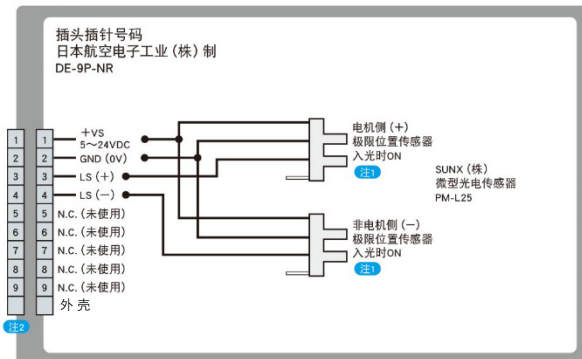 插头插针号码
日本航空电子工业（株）制
DE-9P-NR
1 1 +VS
5～24VDC
2 2 GND（0V）
3 3 LS（+）
4 4 LS（—）
5 5 N.C.（未使用）
6 6 N.C.（未使用）
7 7 N.C.（未使用）
8 8 N.C.（未使用）
9 9 N.C.（未使用）
外壳
注2
电机侧（+）
极限位置传感器
入光时ON
注1
非电机侧（—）
极限位置传感器
入光时ON
注1
SUNX（株）
微型光电传感器
PM-L25